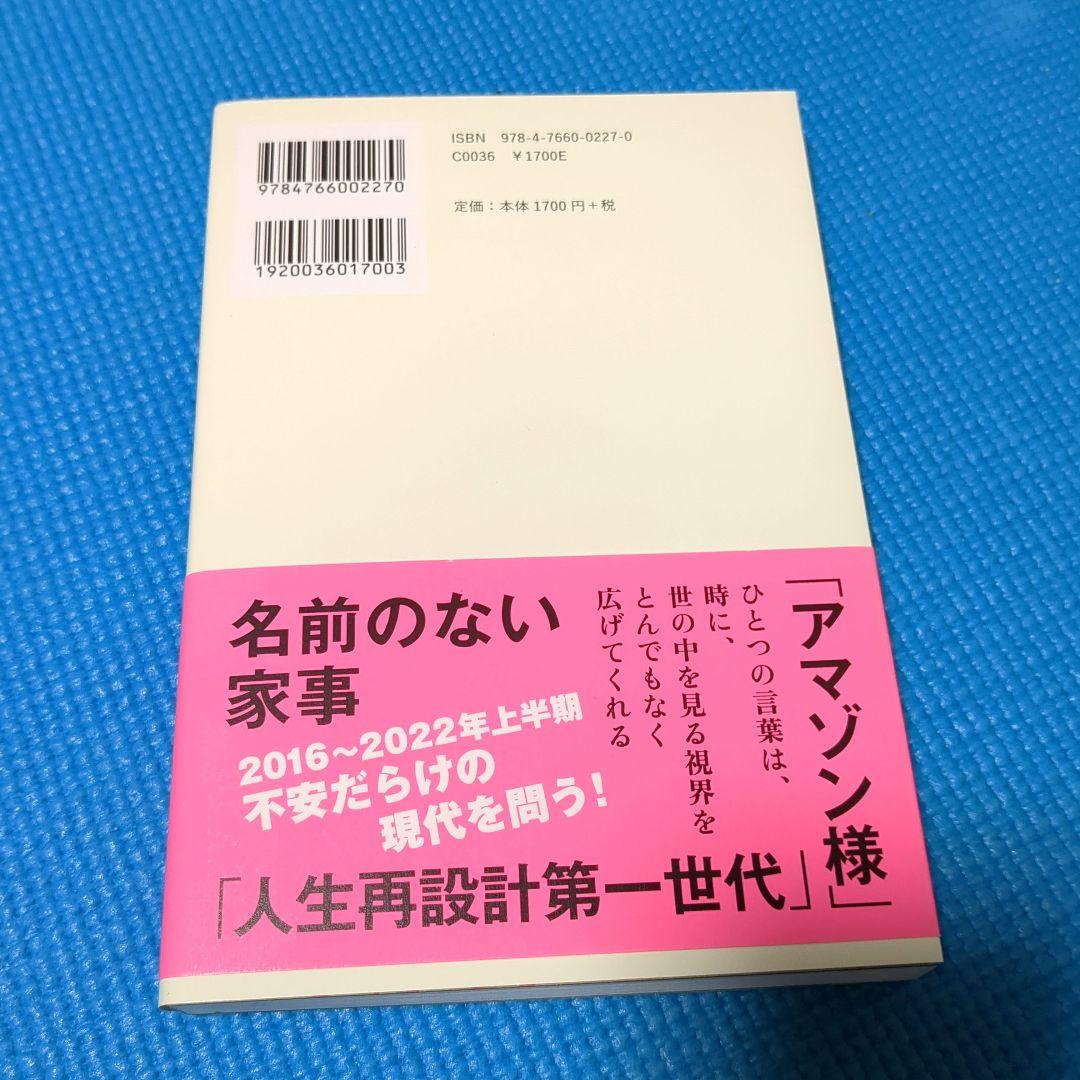 9784766002270
1920036017003
ISBN 978-4-7660-0227-0
C0036 ￥1700E
定価：本体1700円＋税
「アマゾン様」
ひとつの言葉は、
時に、
世の中を見る視界を
とんでもなく
広げてくれる
名前のない
家事
2016～2022年上半期
不安だらけの
現代を問う！
「人生再設計第一世代」